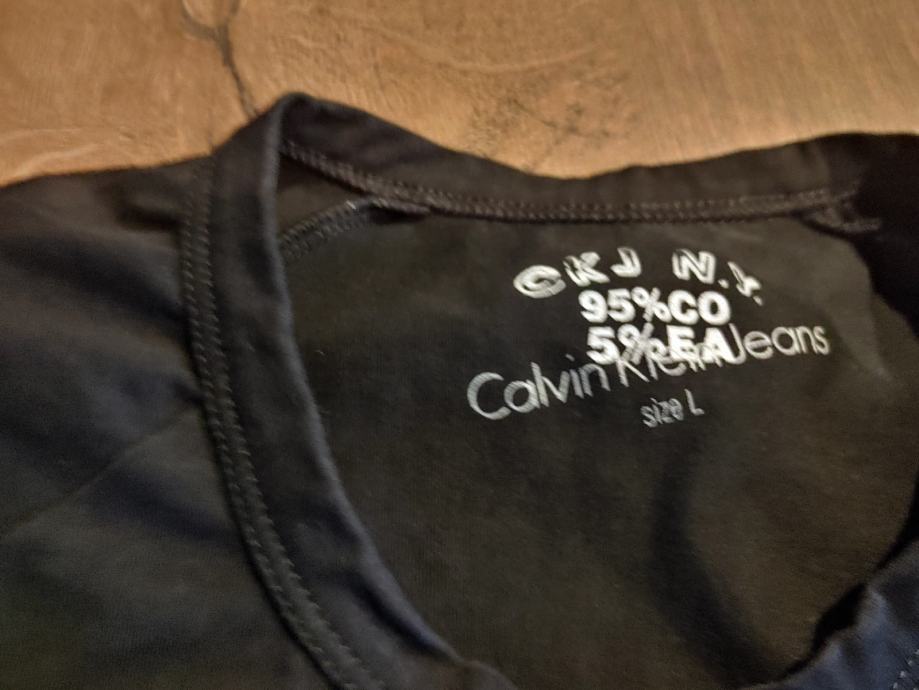 CKJ N.Y.
95%CO
5%EA
Calvin Klein Jeans
size L